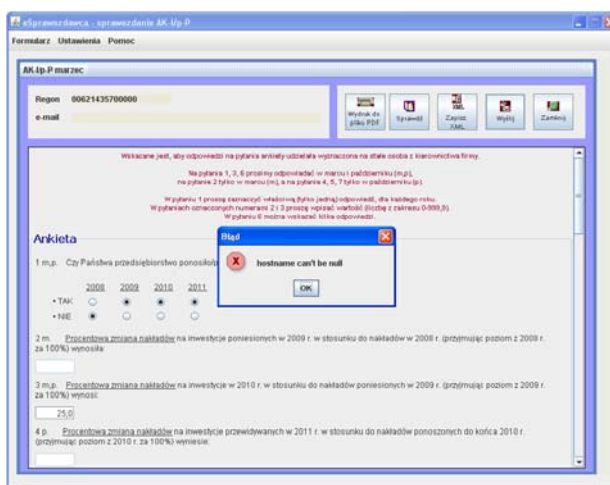 eSprawozdawca - sprawozdanie AK-I/p-P
Formularz Ustawienia Pomoc
AK-I/p-P marzec
Regon 00621435700000
e-mail
Wydruk do pliku PDF
Sprawdź
Zapisz XML
Wyślij
Zamknij
Wskazane jest, aby odpowiedzi na pytania ankiety udzielała wyznaczona na stałe osoba z kierownictwa firmy.
Na pytania 1, 3, 6 prosimy odpowiadać w marcu i październiku (m,p),
na pytanie 2 tylko w marcu (m), a na pytania 4, 5, 7 tylko w październiku (p).
W pytaniu 1 proszę zaznaczyć właściwą (tylko jedną) odpowiedź, dla każdego roku.
W pytaniach oznaczonych numerami 2 i 3 proszę wpisać wartość (liczbę z zakresu 0-999,9).
W pytaniu 6 można wskazać kilka odpowiedzi.
Ankieta
Błąd
hostname can't be null
OK
1 m,p. Czy Państwa przedsiębiorstwo ponosiło/p
2008 2009 2010 2011
• TAK
• NIE
2 m. Procentowa zmiana nakładów na inwestycje poniesionych w 2009 r. w stosunku do nakładów w 2008 r. (przyjmując poziom z 2008 r.
za 100%) wynosiła:
3 m,p. Procentowa zmiana nakładów na inwestycje w 2010 r. w stosunku do nakładów poniesionych w 2009 r. (przyjmując poziom z 2009 r.
za 100%) wynosi:
25,0
4 p. Procentowa zmiana nakładów na inwestycje przewidywanych w 2011 r. w stosunku do nakładów ponoszonych do końca 2010 r.
(przyjmując poziom z 2010 r. za 100%) wyniesie: